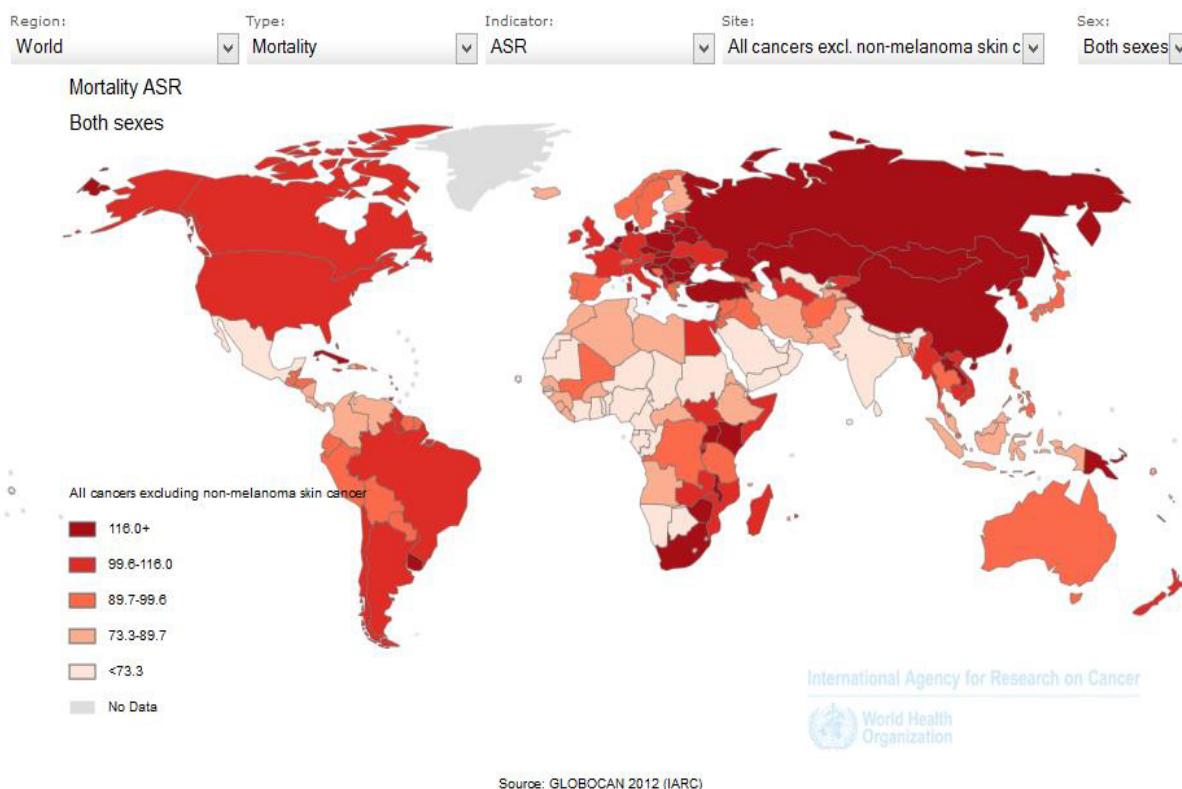 Region: Type: Indicator: Site: Sex:
World Mortality ASR All cancers excl. non-melanoma skin c Both sexes
Mortality ASR
Both sexes
All cancers excluding non-melanoma skin cancer
116.0+
99.6-116.0
89.7-99.6
73.3-89.7
<73.3
No Data
International Agency for Research on Cancer
World Health
Organization
Source: GLOBOCAN 2012 (IARC)